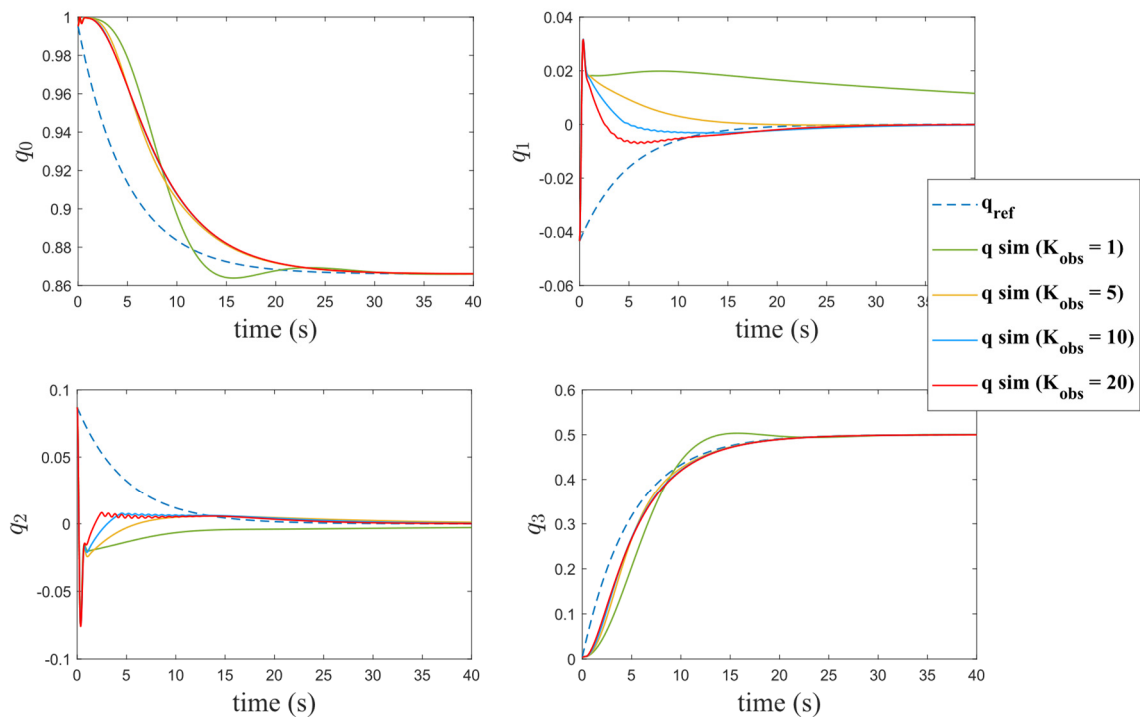 1
0.98
0.96
0.94
0.92
0.9
0.88
0.86
q0
0 5 10 15 20 25 30 35 40
time (s)
0.04
0.02
0
-0.02
-0.04
-0.06
q1
0 5 10 15 20 25 30 35 40
time (s)
qref
q sim (Kobs = 1)
q sim (Kobs = 5)
q sim (Kobs = 10)
q sim (Kobs = 20)
0.1
0.05
0
-0.05
-0.1
q2
0 5 10 15 20 25 30 35 40
time (s)
0.6
0.5
0.4
0.3
0.2
0.1
0
q3
0 5 10 15 20 25 30 35 40
time (s)